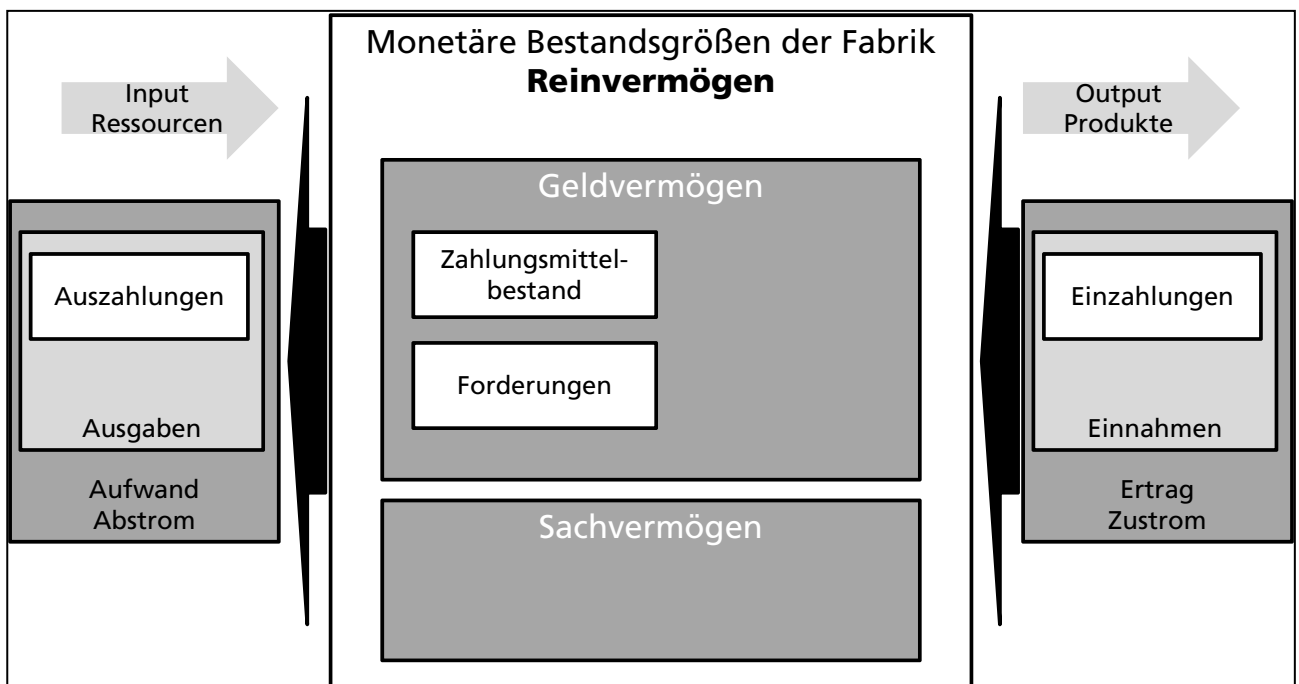 Monetäre Bestandsgrößen der Fabrik
Reinvermögen
Input
Ressourcen
Output
Produkte
Geldvermögen
Zahlungsmittel-
bestand
Forderungen
Auszahlungen
Ausgaben
Aufwand
Abstrom
Einzahlungen
Einnahmen
Ertrag
Zustrom
Sachvermögen